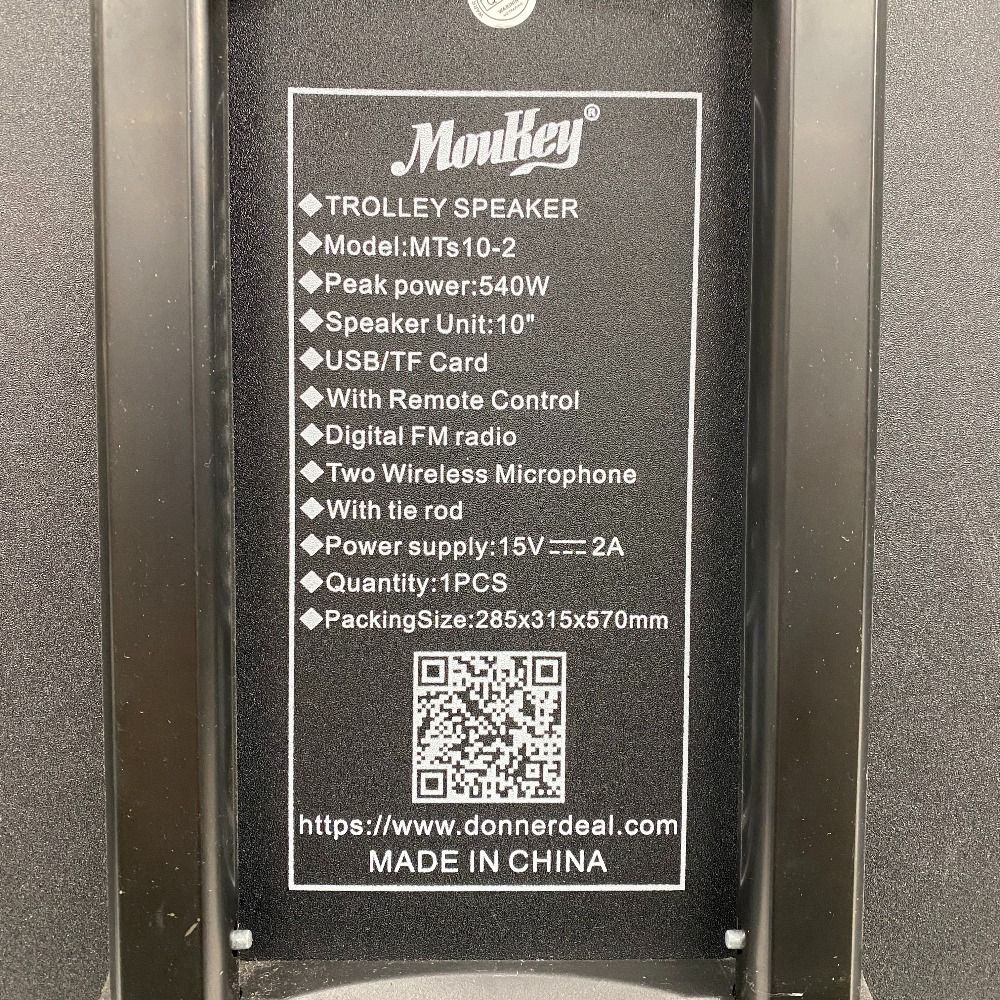 MouKey®
◆TROLLEY SPEAKER
◆Model:MTs10-2
◆Peak power:540W
◆Speaker Unit:10"
◆USB/TF Card
◆With Remote Control
◆Digital FM radio
◆Two Wireless Microphone
◆With tie rod
◆Power supply:15V⎓2A
◆Quantity:1PCS
◆PackingSize:285x315x570mm
https://www.donnerdeal.com
MADE IN CHINA